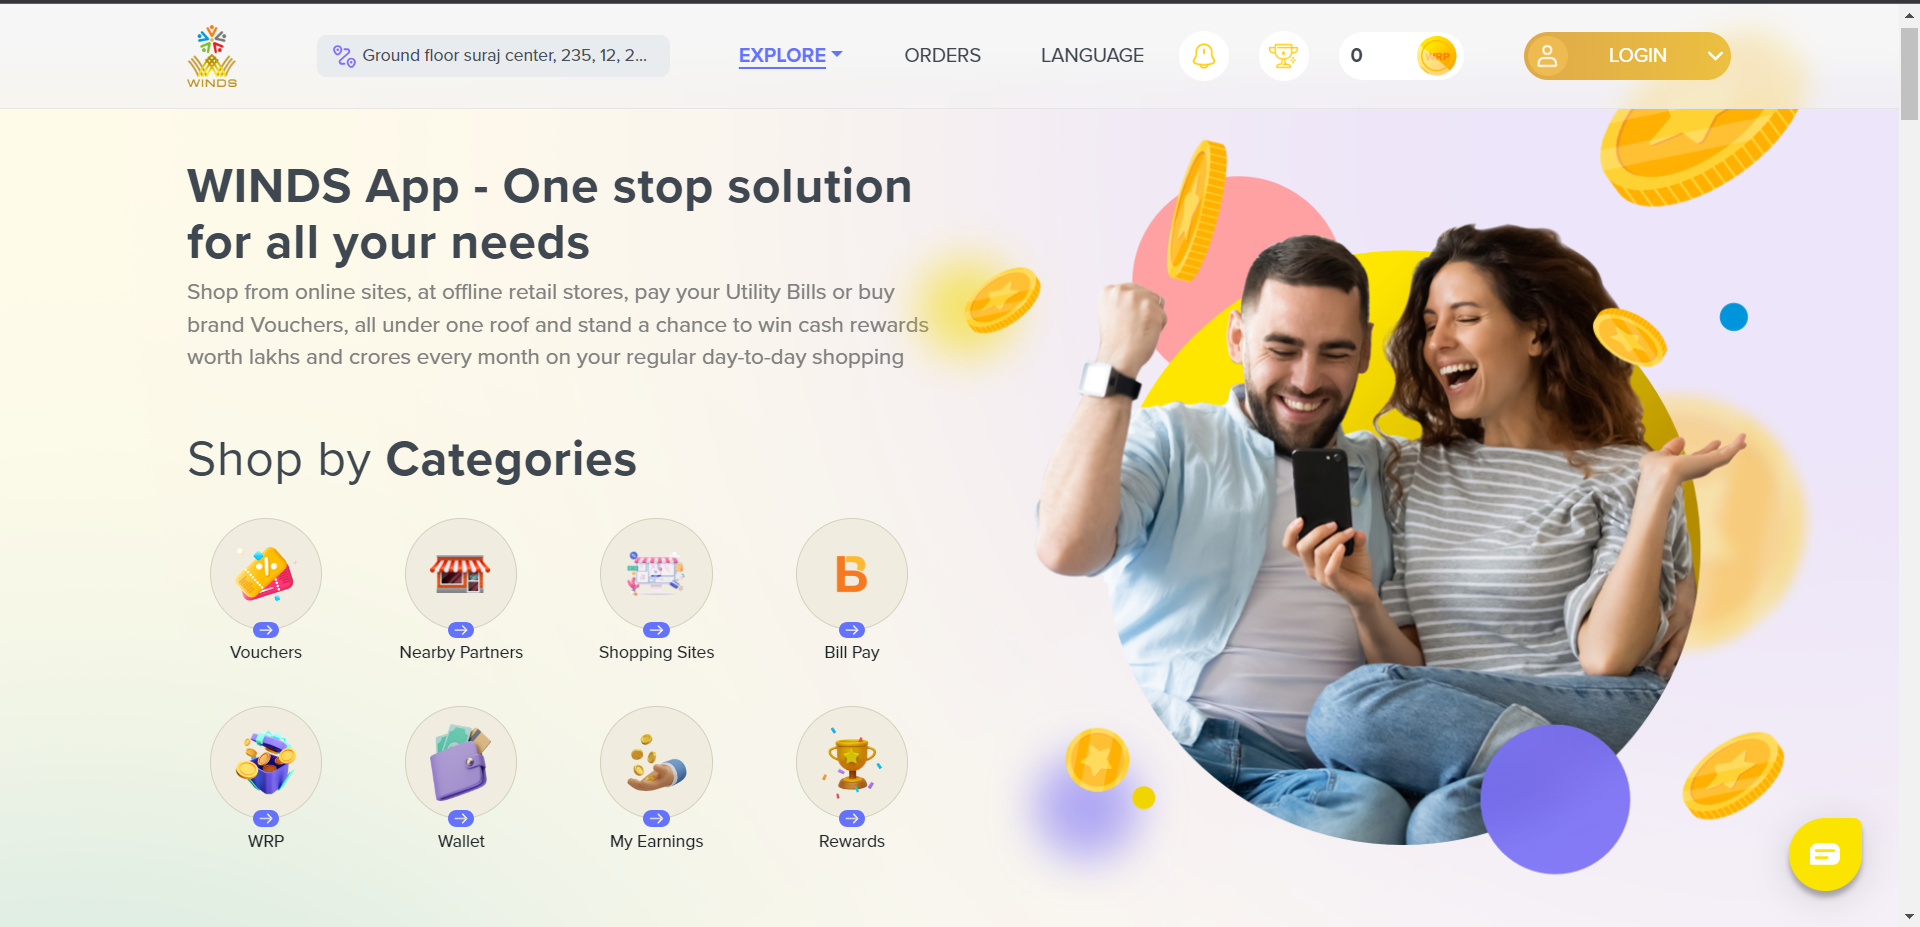 WINDS
Ground floor suraj center, 235, 12, 2...
EXPLORE
ORDERS
LANGUAGE
0
WRP
LOGIN
WINDS App - One stop solution
for all your needs
Shop from online sites, at offline retail stores, pay your Utility Bills or buy
brand Vouchers, all under one roof and stand a chance to win cash rewards
worth lakhs and crores every month on your regular day-to-day shopping
Shop by Categories
B
Vouchers
Nearby Partners
Shopping Sites
Bill Pay
WRP
Wallet
My Earnings
Rewards